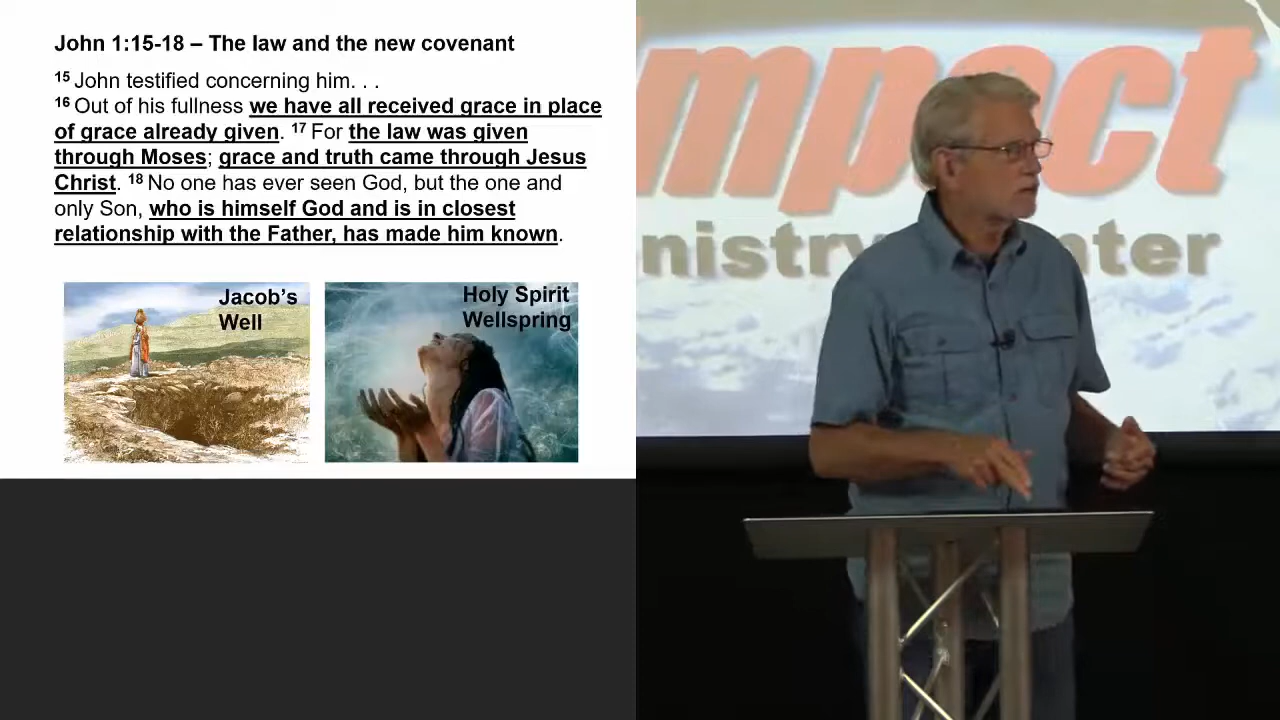 John 1:15-18 – The law and the new covenant
15 John testified concerning him. . .
16 Out of his fullness we have all received grace in place
of grace already given. 17 For the law was given
through Moses; grace and truth came through Jesus
Christ. 18 No one has ever seen God, but the one and
only Son, who is himself God and is in closest
relationship with the Father, has made him known.
Jacob's
Well
Holy Spirit
Wellspring
impact